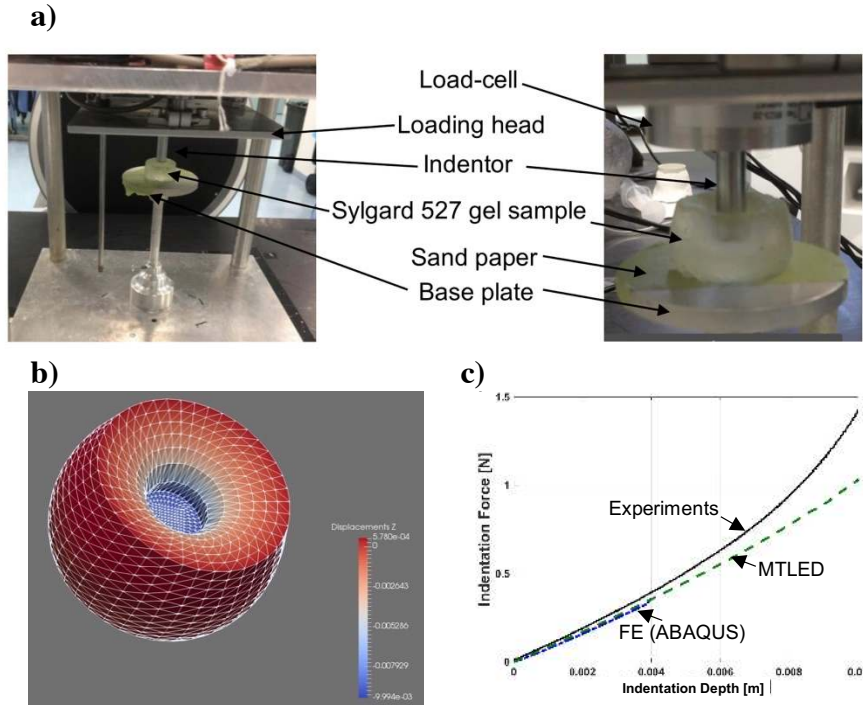 a)
Load-cell
Loading head
Indentor
Sylgard 527 gel sample
Sand paper
Base plate
b)
Displacements Z
5.780e-04
0
-0.002643
-0.005286
-0.007929
-9.994e-03
c)
Indentation Force [N]
1.5
1
0.5
0
Experiments
MTLED
FE (ABAQUS)
0 0.002 0.004 0.006 0.008 0.
Indentation Depth [m]